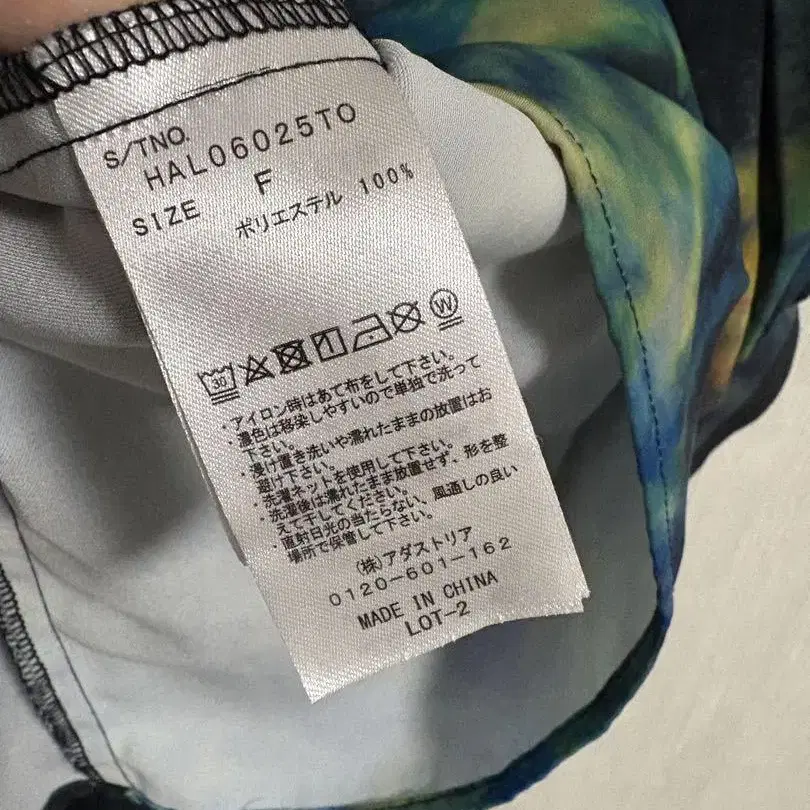 S/TNO.
HAL06025TO
SIZE F
ポリエステル 100%
30 W
・アイロン時はあて布をして下さい。
・濃色は移染しやすいので単独で洗って
下さい。
・浸け置き洗いや濡れたままの放置はお
避け下さい。
・洗濯ネットを使用して下さい。
・洗濯後は濡れたまま放置せず、形を整
えて干してください。
・直射日光の当たらない、風通しの良い
場所で保管して下さい。
(株)アダストリア
0120-601-162
MADE IN CHINA
LOT-2